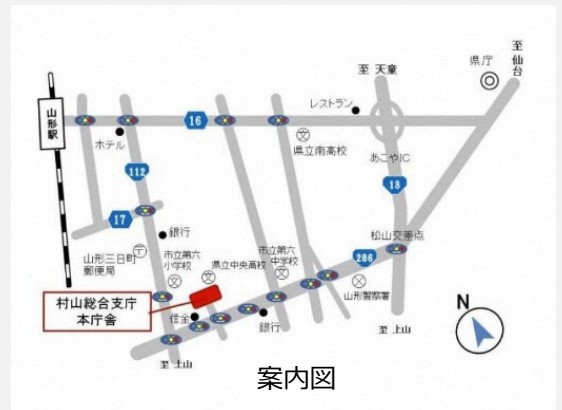 至 仙台
県庁
至 天童
レストラン
山形駅
16
ホテル
県立南高校
あこやIC
112
18
17
銀行
松山交差点
山形三日町
郵便局
市立第六
小学校
県立中央高校
市立第六
中学校
286
山形警察署
村山総合支庁
本庁舎
信金
銀行
至 上山
至 上山
N
案内図